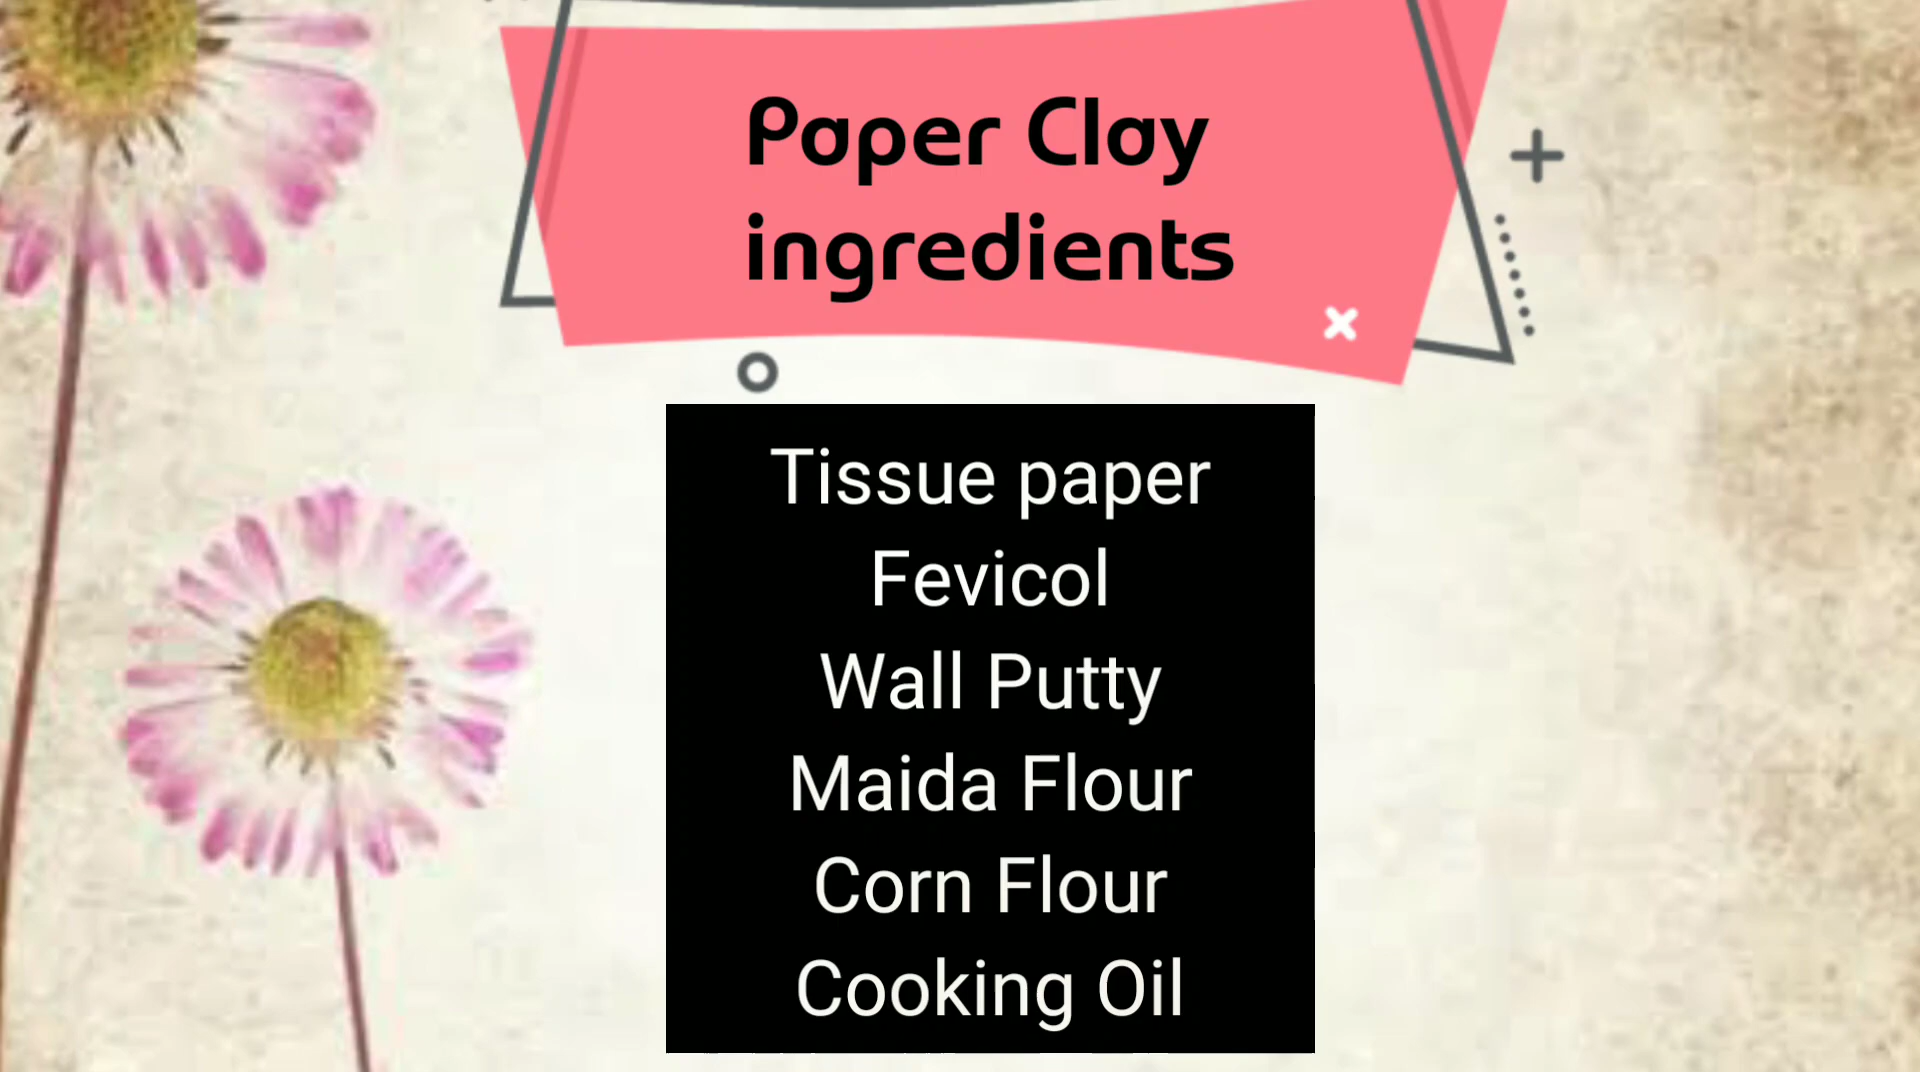 Paper Clay
ingredients
Tissue paper
Fevicol
Wall Putty
Maida Flour
Corn Flour
Cooking Oil